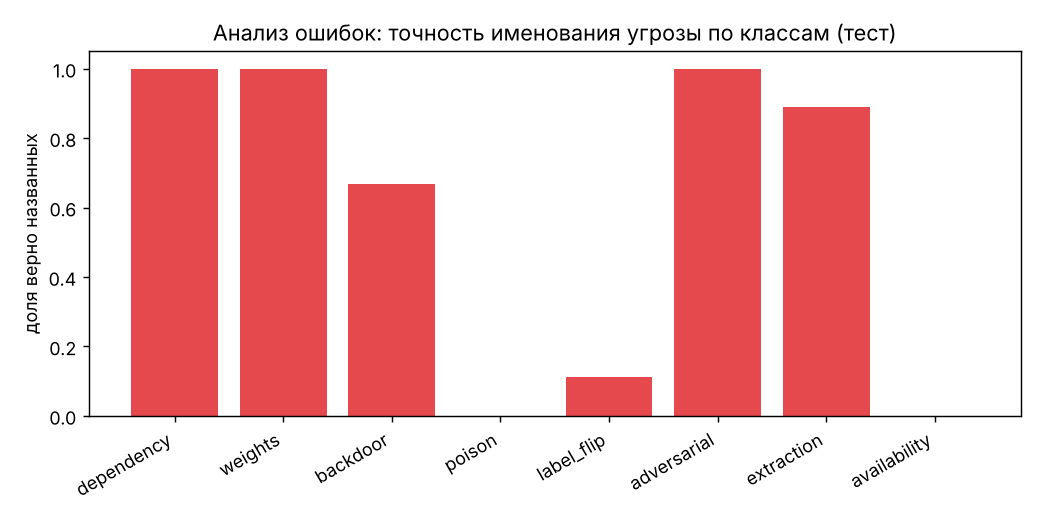 Анализ ошибок: точность именования угрозы по классам (тест)
доля верно названных
1.0
0.8
0.6
0.4
0.2
0.0
dependency
weights
backdoor
poison
label_flip
adversarial
extraction
availability